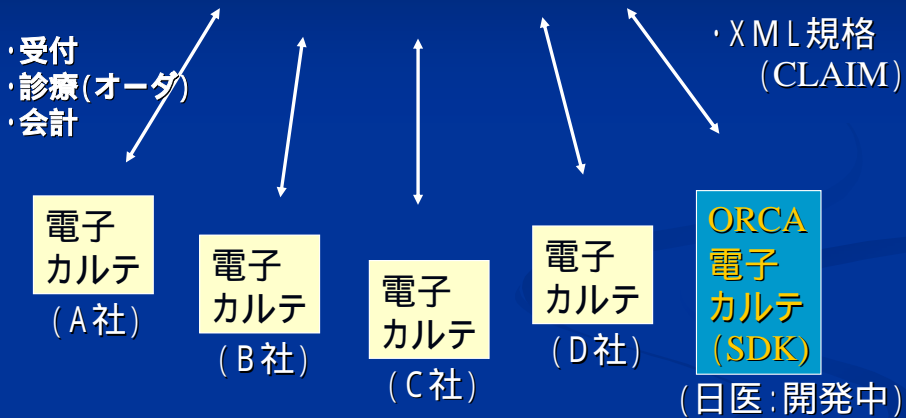 ・受付
・診療(オーダ)
・会計
・XML規格
(CLAIM)
電子
カルテ
(A社)
電子
カルテ
(B社)
電子
カルテ
(C社)
電子
カルテ
(D社)
ORCA
電子
カルテ
(SDK)
(日医:開発中)